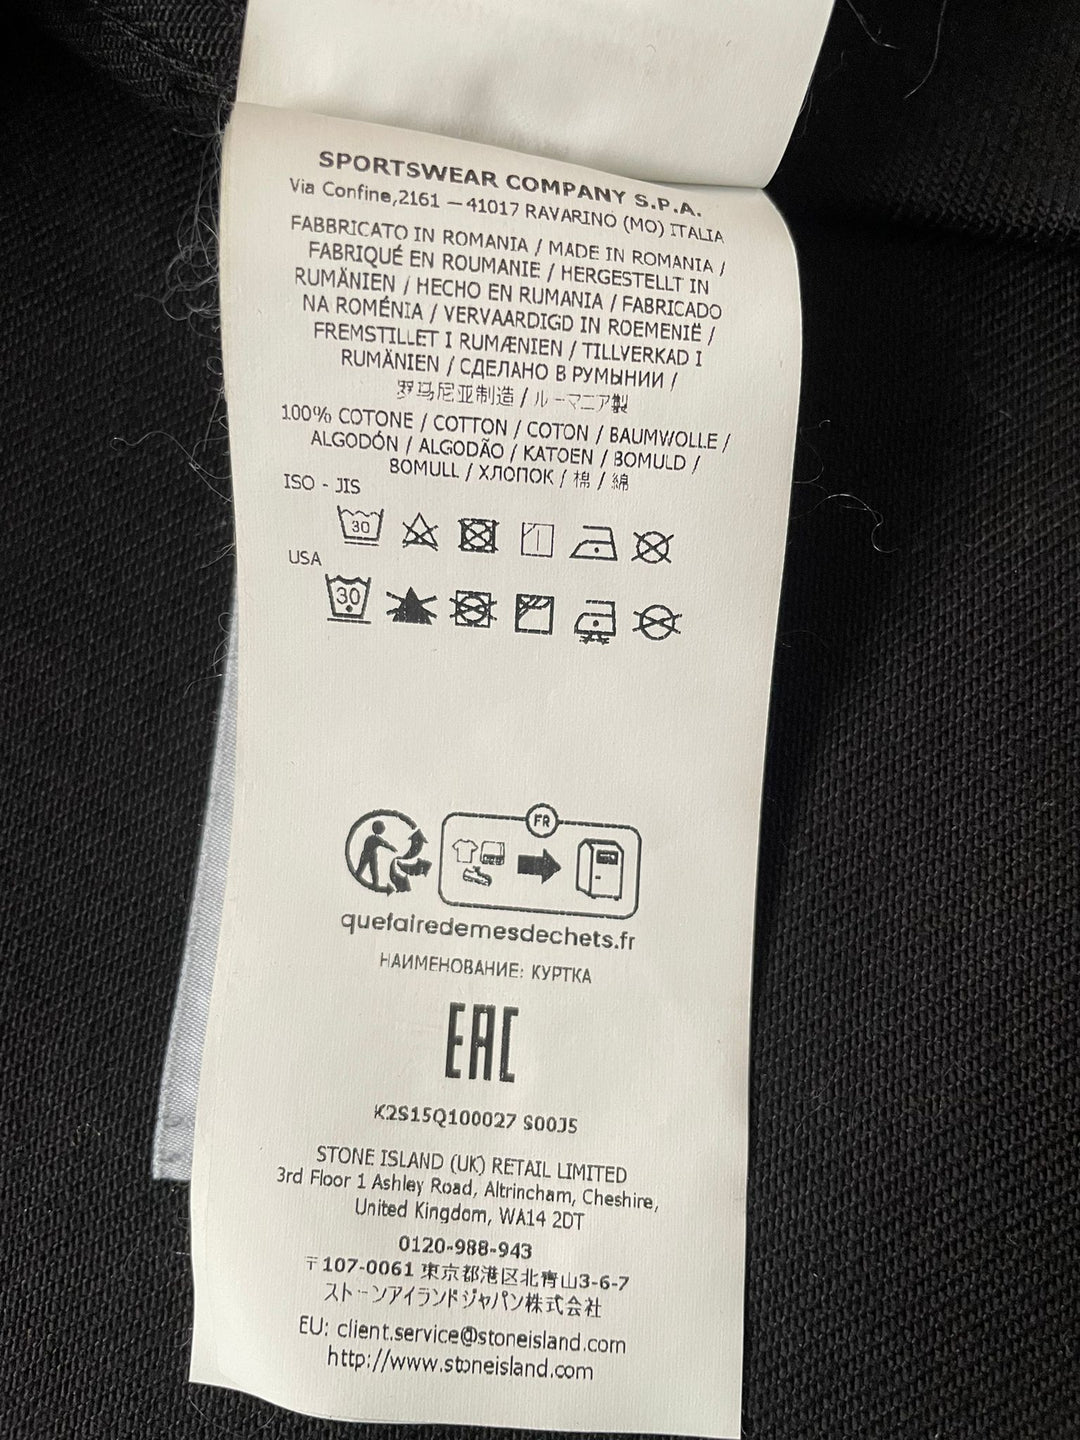 SPORTSWEAR COMPANY S.P.A.
Via Confine,2161 – 41017 RAVARINO (MO) ITALIA
FABBRICATO IN ROMANIA / MADE IN ROMANIA /
FABRIQUÉ EN ROUMANIE / HERGESTELLT IN
RUMÄNIEN / HECHO EN RUMANIA / FABRICADO
NA ROMÉNIA / VERVAARDIGD IN ROEMENIË /
FREMSTILLET I RUMÆNIEN / TILLVERKAD I
RUMÄNIEN / СДЕЛАНО В РУМЫНИИ /
罗马尼亚制造 / ルーマニア製
100% COTONE / COTTON / COTON / BAUMWOLLE /
ALGODÓN / ALGODÃO / KATOEN / BOMULD /
BOMULL / ХЛОПОК / 棉 / 綿
ISO - JIS
30
USA
30
FR
quefairedemesdechets.fr
НАИМЕНОВАНИЕ: КУРТКА
EAC
K2S15Q100027 S00J5
STONE ISLAND (UK) RETAIL LIMITED
3rd Floor 1 Ashley Road, Altrincham, Cheshire,
United Kingdom, WA14 2DT
0120-988-943
〒107-0061 東京都港区北青山3-6-7
ストーンアイランドジャパン株式会社
EU: client.service@stoneisland.com
http://www.stoneisland.com